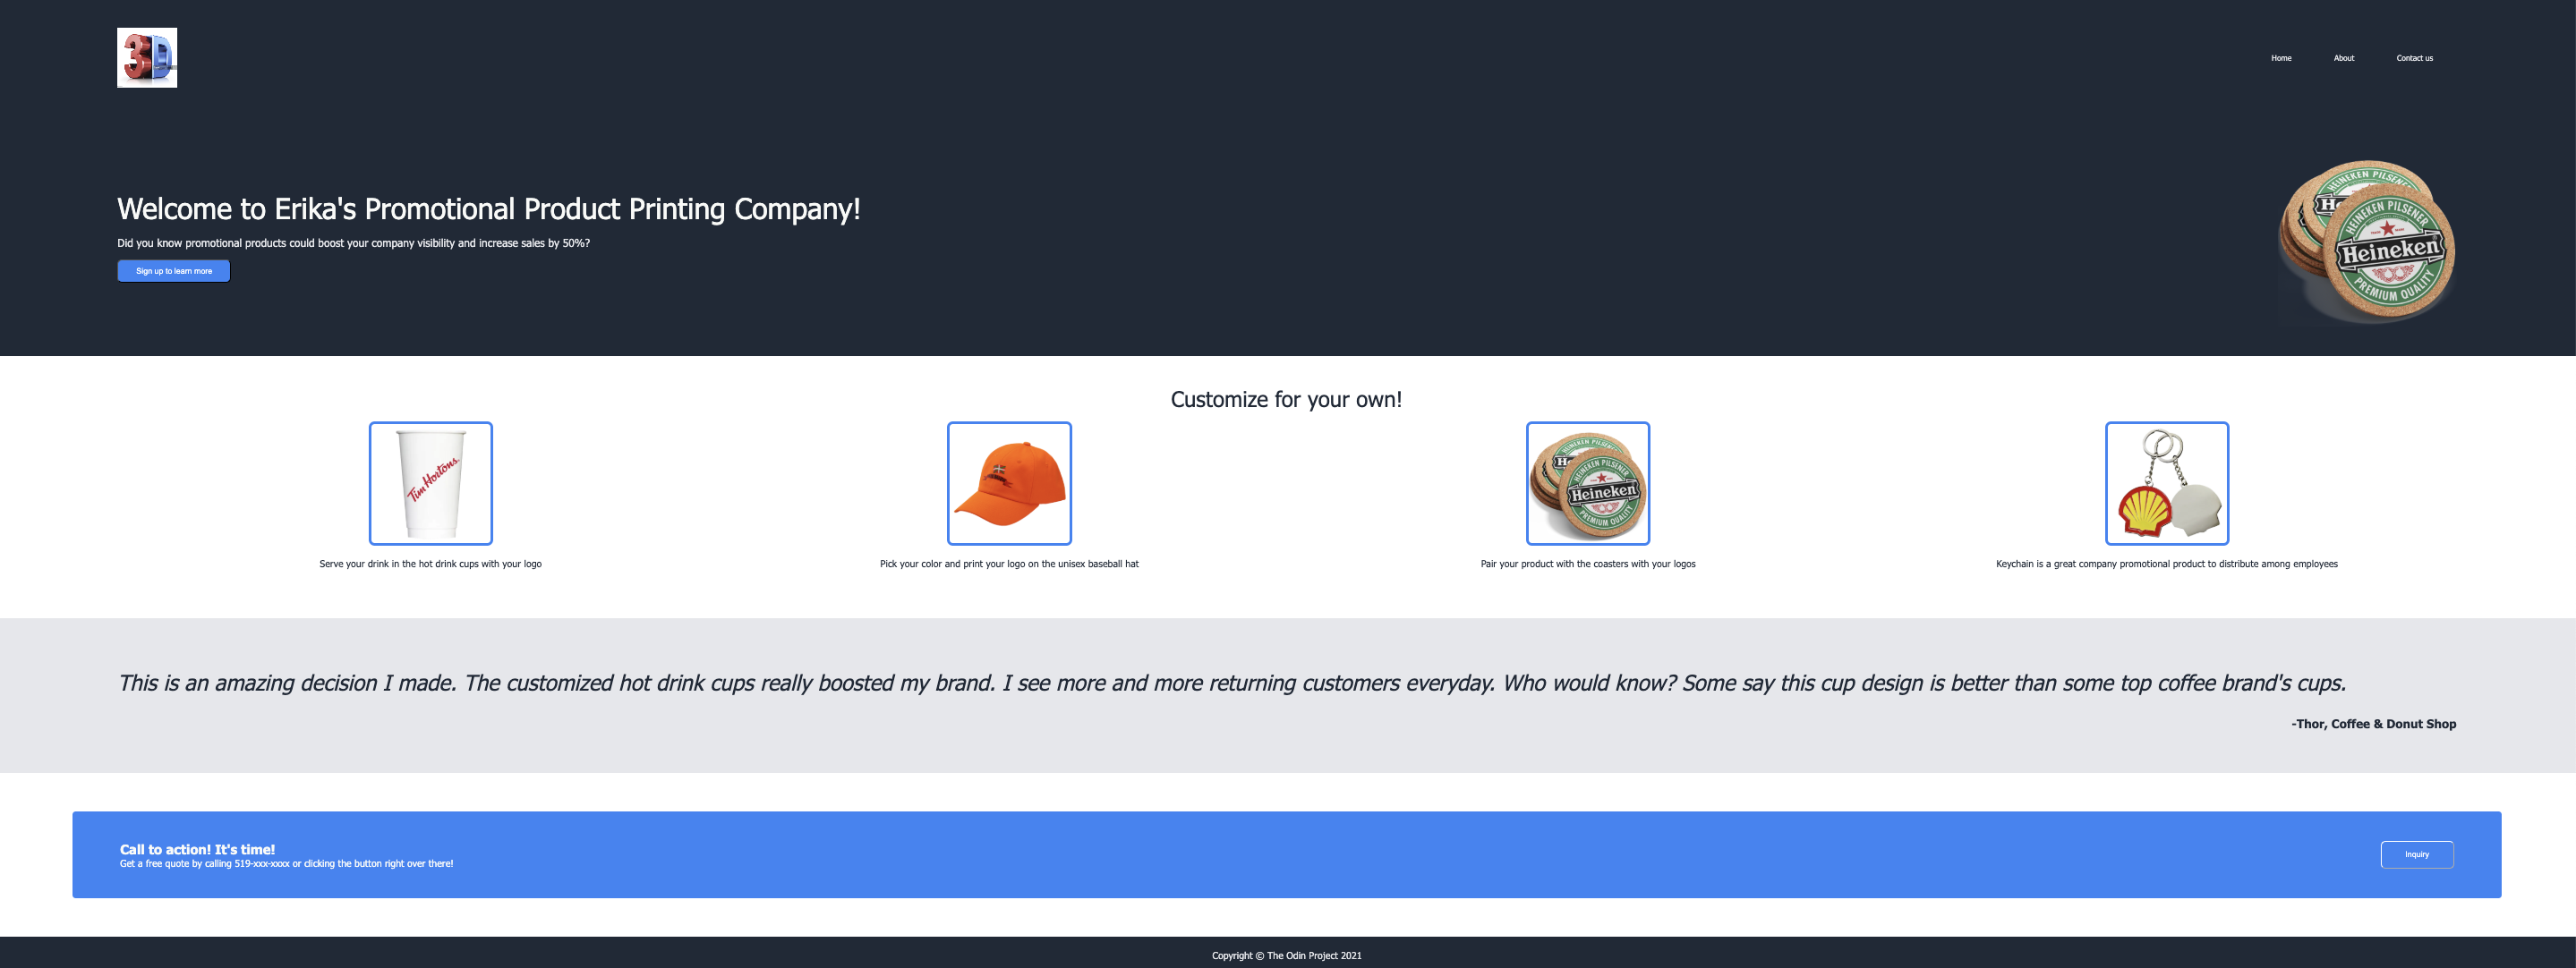 3D
Home About Contact us
Welcome to Erika's Promotional Product Printing Company!
Did you know promotional products could boost your company visibility and increase sales by 50%?
Sign up to learn more
HEINEKEN PILSENER
HEINEKEN PILSENER
Heineken
PREMIUM QUALITY
Customize for your own!
Tim Hortons
HEINEKEN PILSENER
HEINEKEN PILSENER
Heineken
PREMIUM QUALITY
Serve your drink in the hot drink cups with your logo
Pick your color and print your logo on the unisex baseball hat
Pair your product with the coasters with your logos
Keychain is a great company promotional product to distribute among employees
This is an amazing decision I made. The customized hot drink cups really boosted my brand. I see more and more returning customers everyday. Who would know? Some say this cup design is better than some top coffee brand's cups.
-Thor, Coffee & Donut Shop
Call to action! It's time!
Get a free quote by calling 519-xxx-xxxx or clicking the button right over there!
Inquiry
Copyright © The Odin Project 2021